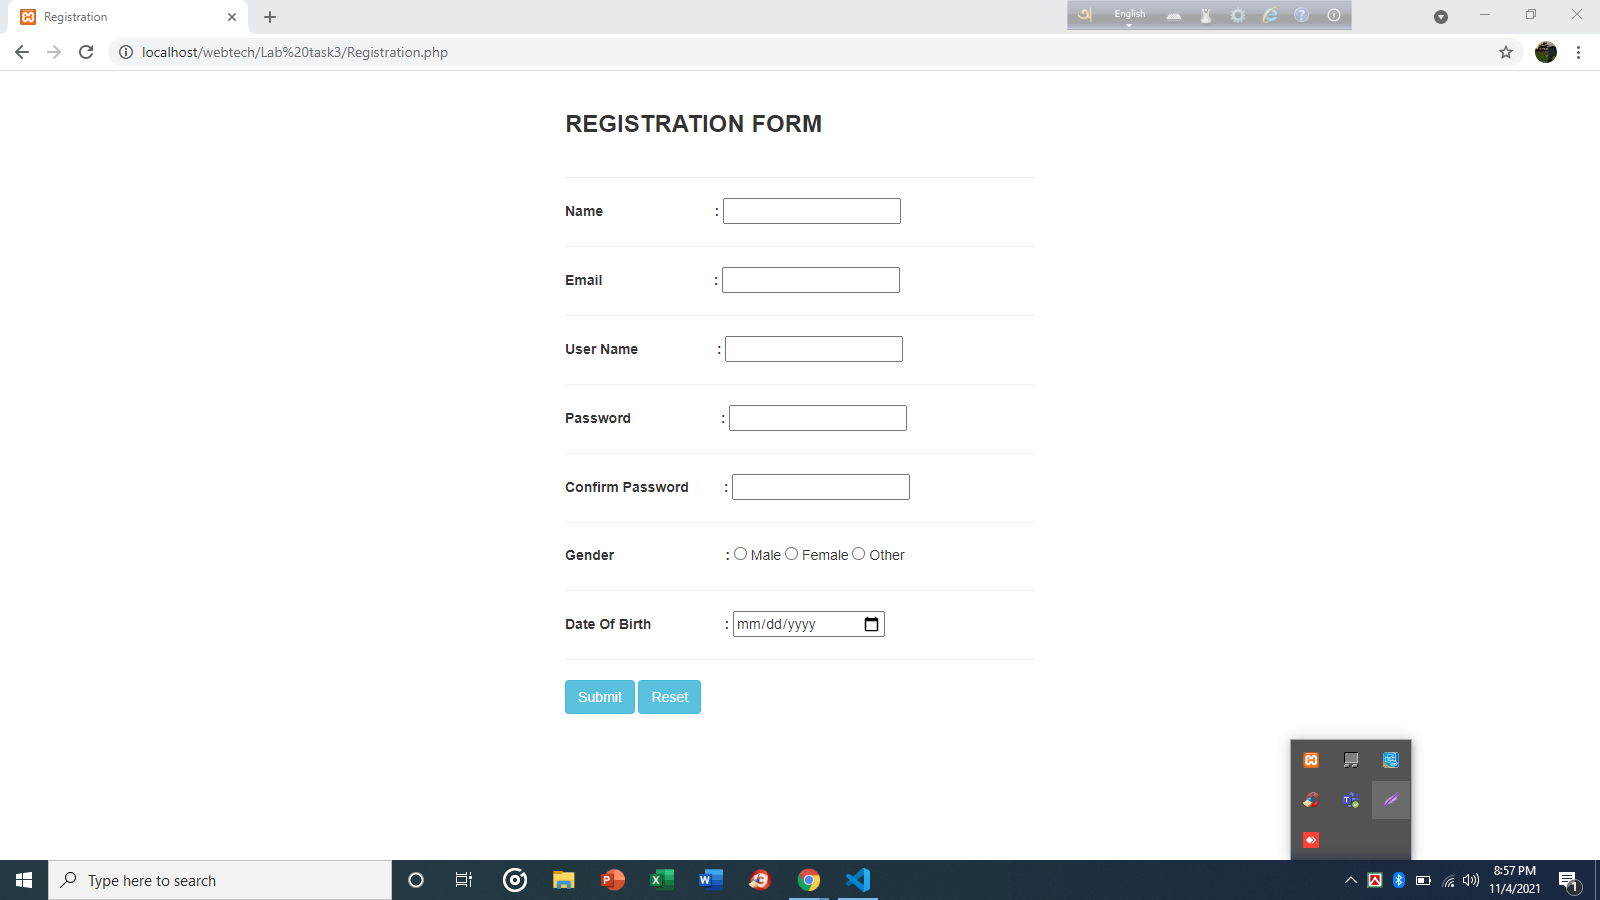 Registration
অ English
localhost/webtech/Lab%20task3/Registration.php
REGISTRATION FORM
Name :
Email :
User Name :
Password :
Confirm Password :
Gender : Male Female Other
Date Of Birth : mm/dd/yyyy
Submit Reset
Type here to search
8:57 PM
11/4/2021
1